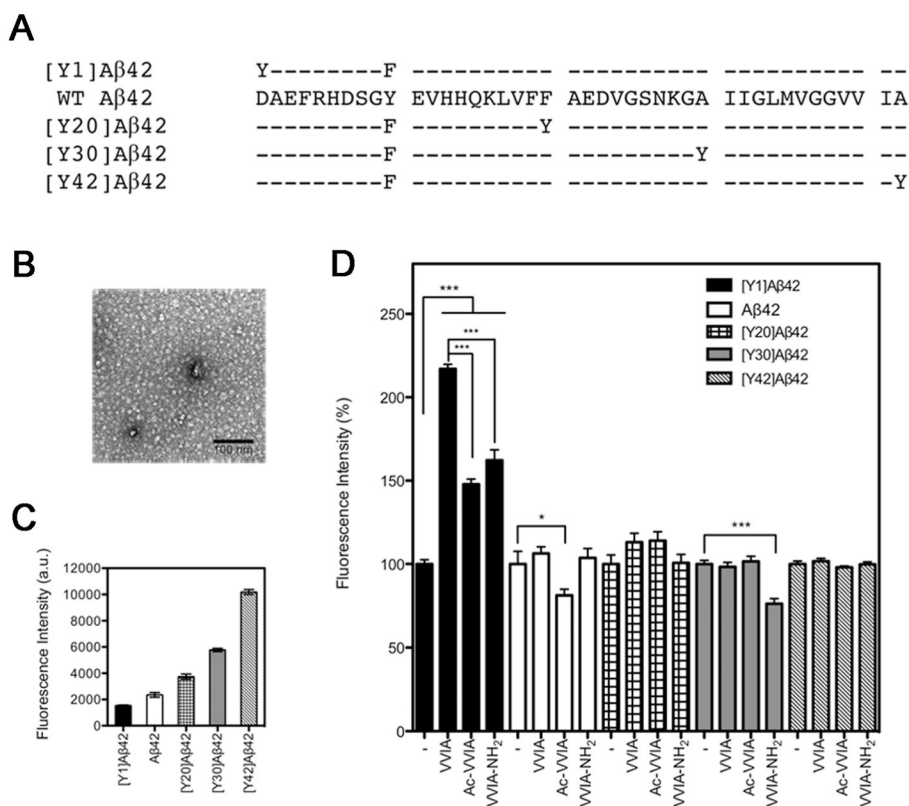 A
[Y1]Aβ42 Y---------F ---------- ---------- ---------- --
WT Aβ42 DAEFRHDSGY EVHHQKLVFF AEDVGSNKGA IIGLMVGGVV IA
[Y20]Aβ42 ---------F ---------Y ---------- ---------- --
[Y30]Aβ42 ---------F ---------- ---------Y ---------- --
[Y42]Aβ42 ---------F ---------- ---------- ---------- -Y
B
100 nm
C
Fluorescence Intensity (a.u.)
12000
10000
8000
6000
4000
2000
0
[Y1]Aβ42
Aβ42
[Y20]Aβ42
[Y30]Aβ42
[Y42]Aβ42
D
Fluorescence Intensity (%)
250
200
150
100
50
0
***
***
***
*
***
[Y1]Aβ42
Aβ42
[Y20]Aβ42
[Y30]Aβ42
[Y42]Aβ42
- VVIA Ac-VVIA VVIA-NH2
- VVIA Ac-VVIA VVIA-NH2
- VVIA Ac-VVIA VVIA-NH2
- VVIA Ac-VVIA VVIA-NH2
- VVIA Ac-VVIA VVIA-NH2